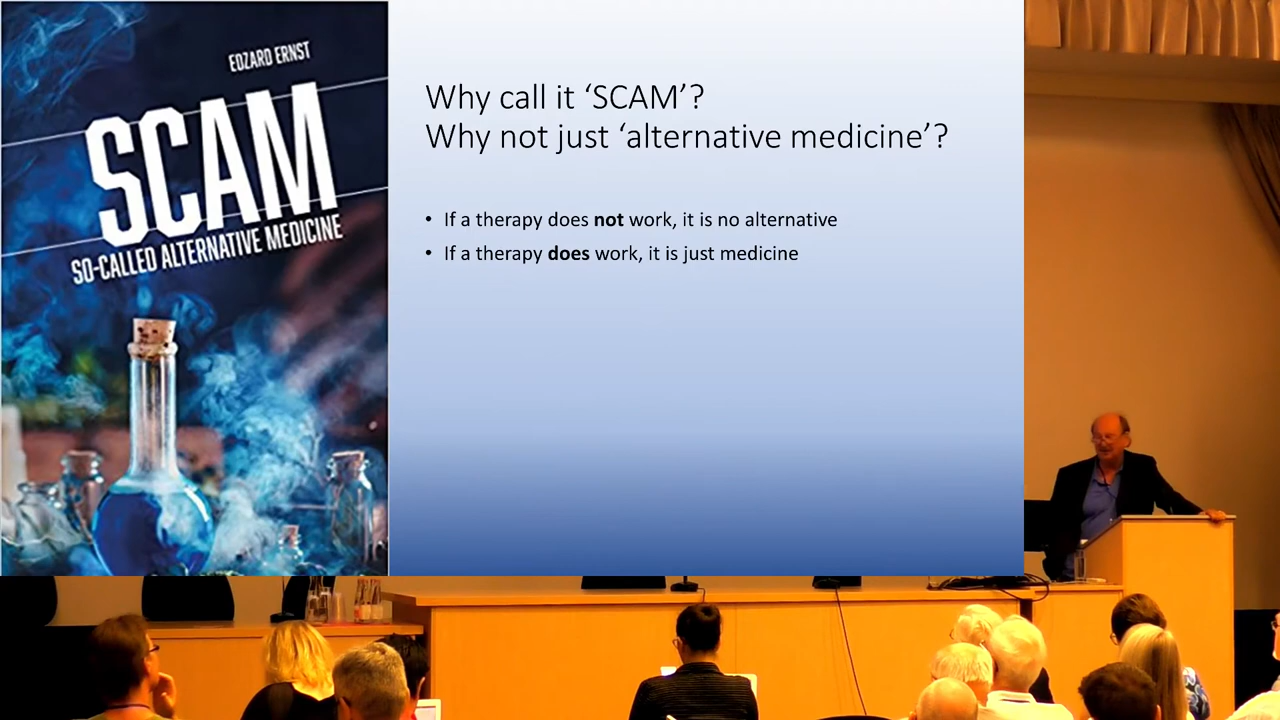 EDZARD ERNST
SCAM
SO-CALLED ALTERNATIVE MEDICINE
Why call it ‘SCAM’?
Why not just ‘alternative medicine’?
• If a therapy does not work, it is no alternative
• If a therapy does work, it is just medicine